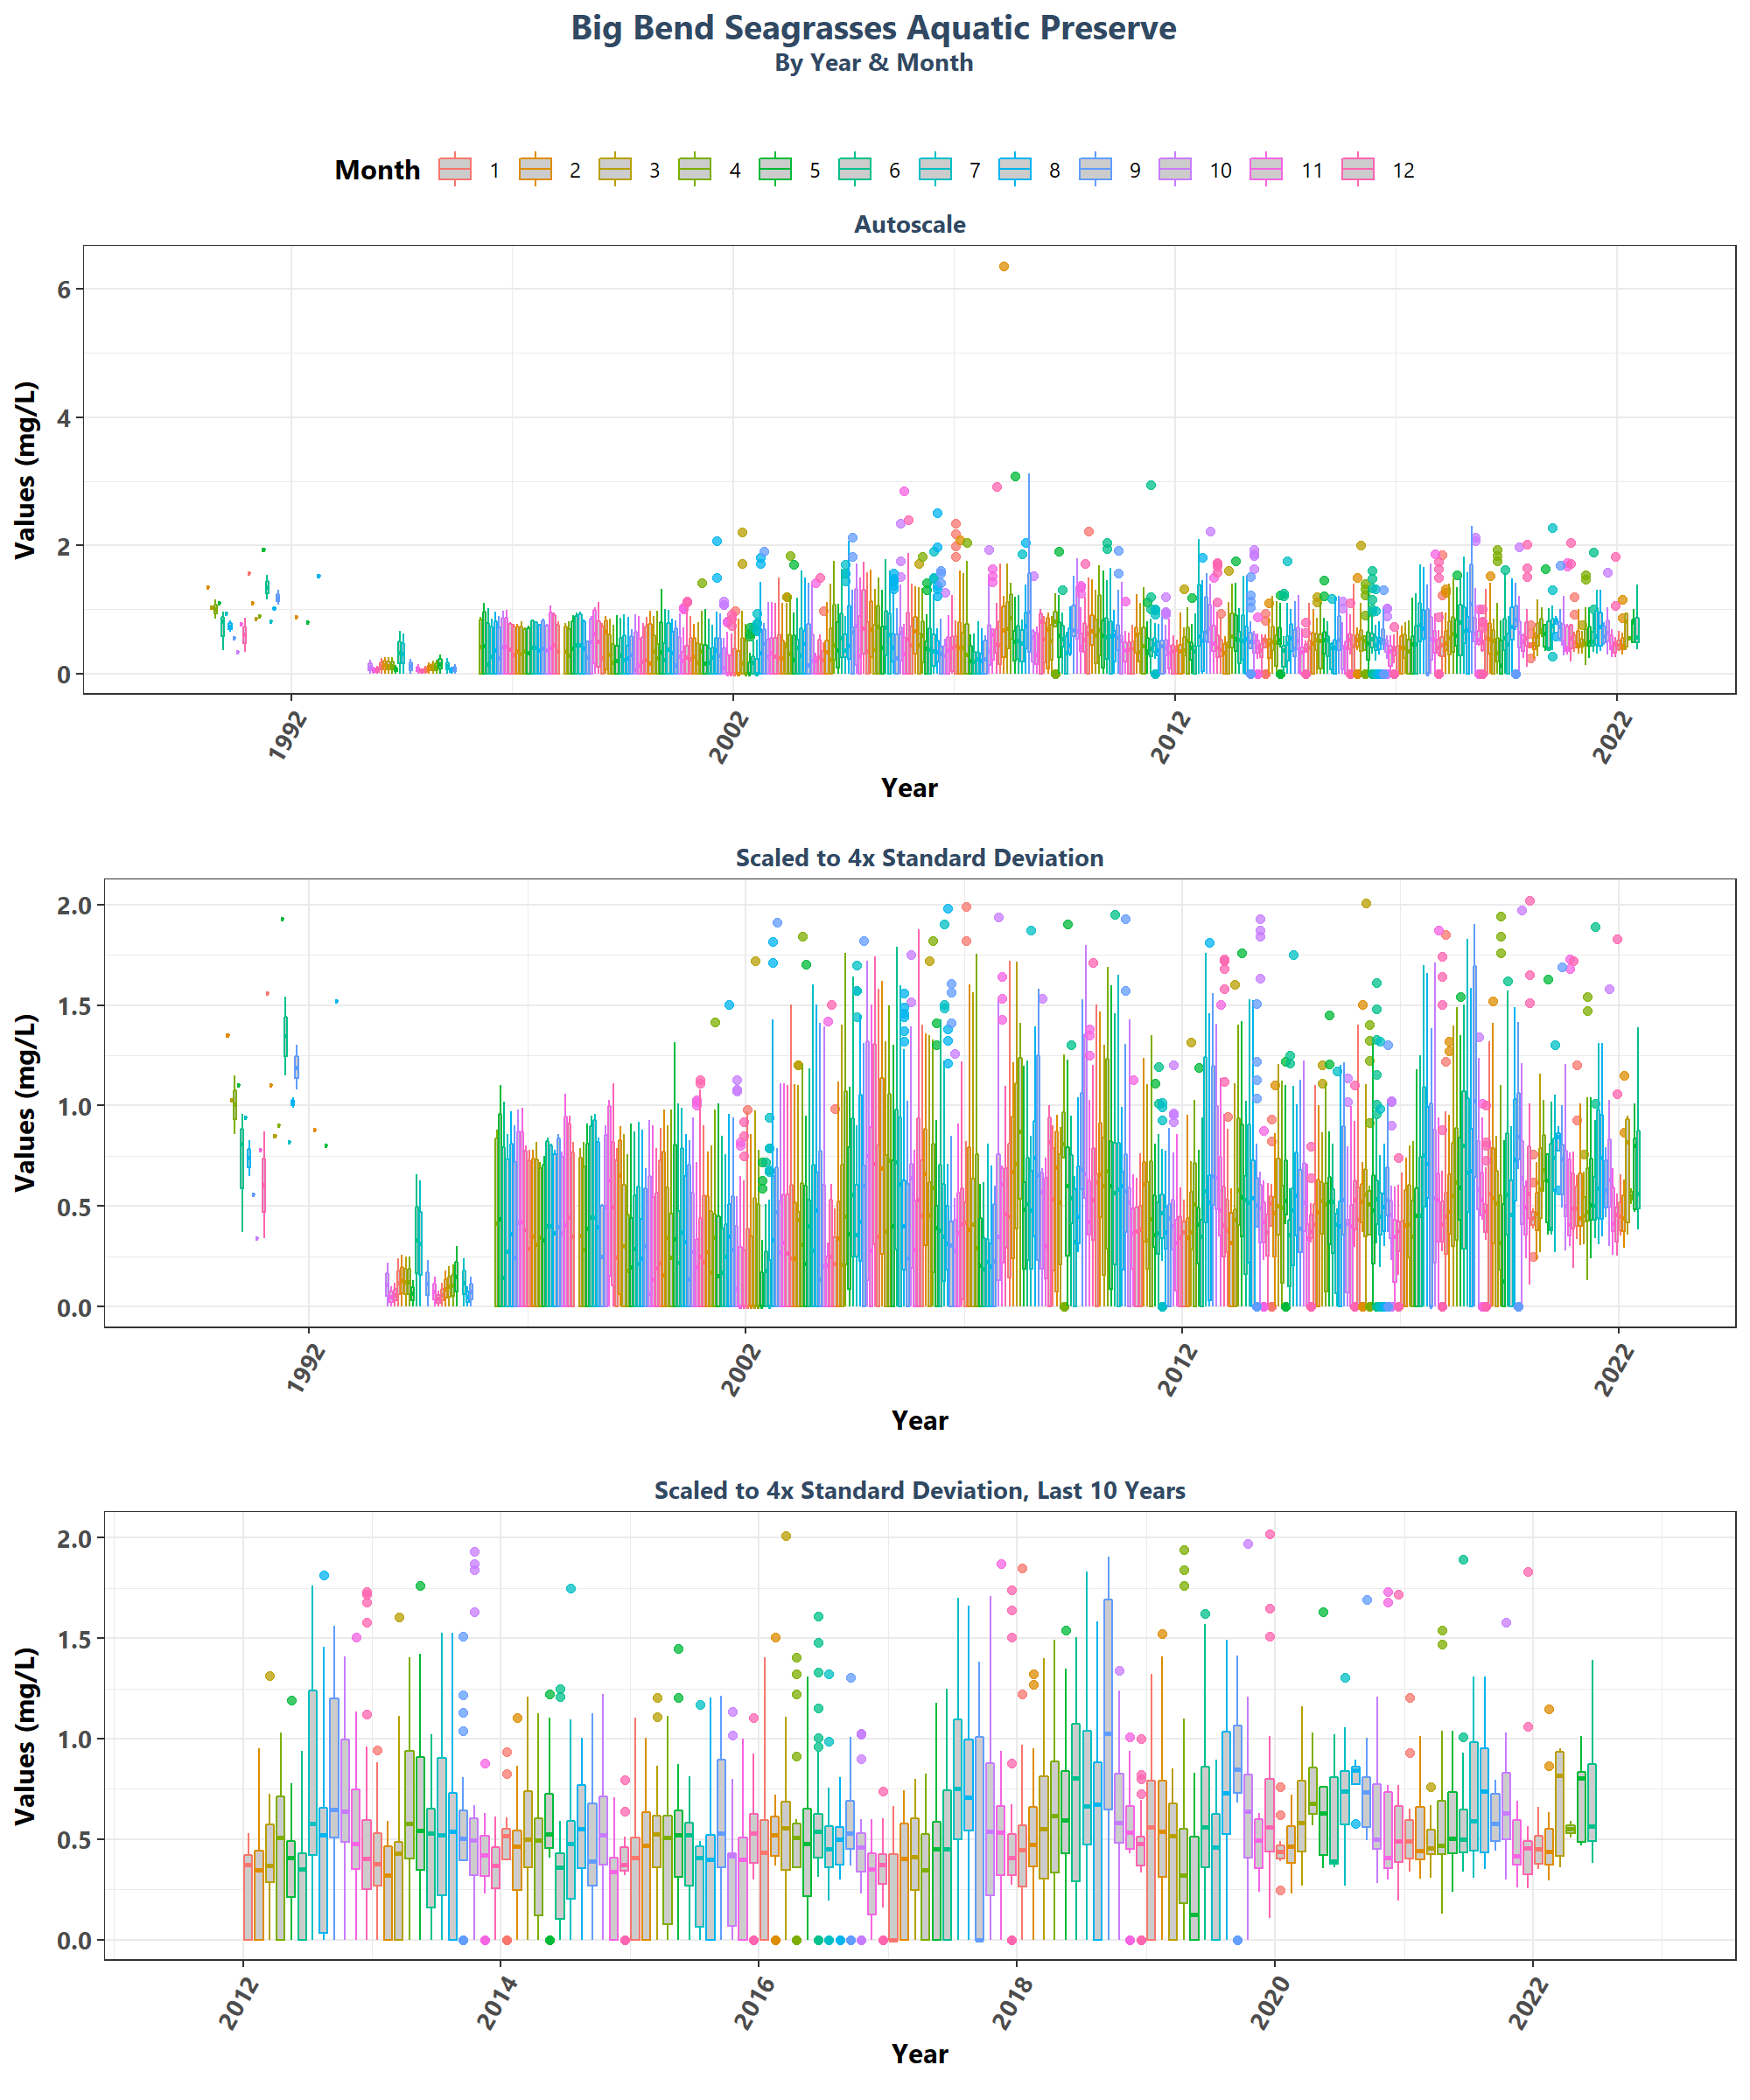 Big Bend Seagrasses Aquatic Preserve
By Year & Month
Month 1 2 3 4 5 6 7 8 9 10 11 12
Autoscale
Values (mg/L)
6
4
2
0
1992 2002 2012 2022
Year
Scaled to 4x Standard Deviation
Values (mg/L)
2.0
1.5
1.0
0.5
0.0
1992 2002 2012 2022
Year
Scaled to 4x Standard Deviation, Last 10 Years
Values (mg/L)
2.0
1.5
1.0
0.5
0.0
2012 2014 2016 2018 2020 2022
Year